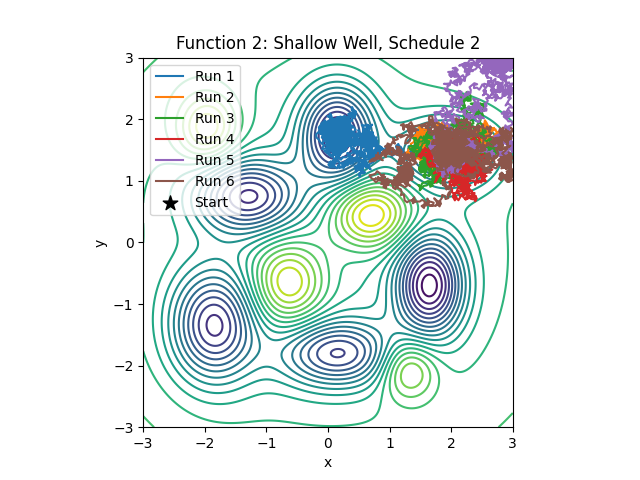 Function 2: Shallow Well, Schedule 2
3
2
1
0
−1
−2
−3
y
Run 1
Run 2
Run 3
Run 4
Run 5
Run 6
Start
−3
−2
−1
0
1
2
3
x